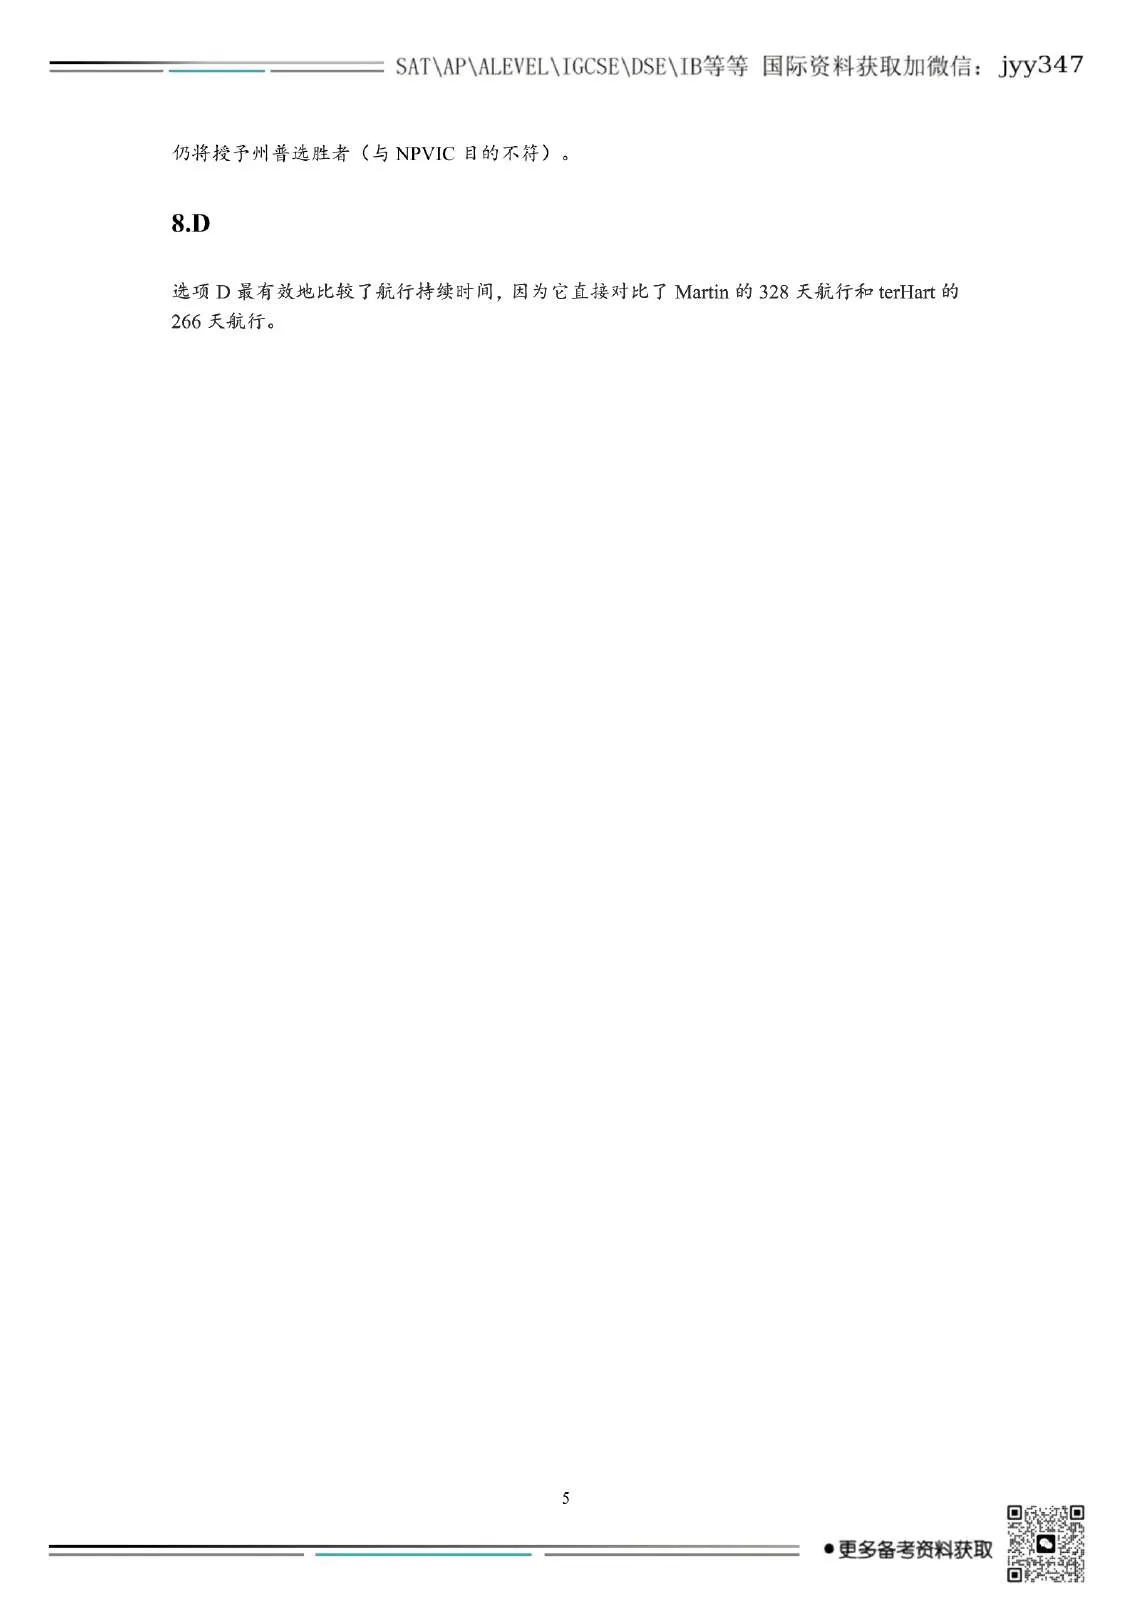 SAT\AP\ALEVEL\IGCSE\DSE\IB等等 国际资料获取加微信：jyy347
仍将授予州普选胜者（与 NPVIC 目的不符）。
8.D
选项 D 最有效地比较了航行持续时间，因为它直接对比了 Martin 的 328 天航行和 terHart 的
266 天航行。
5
●更多备考资料获取